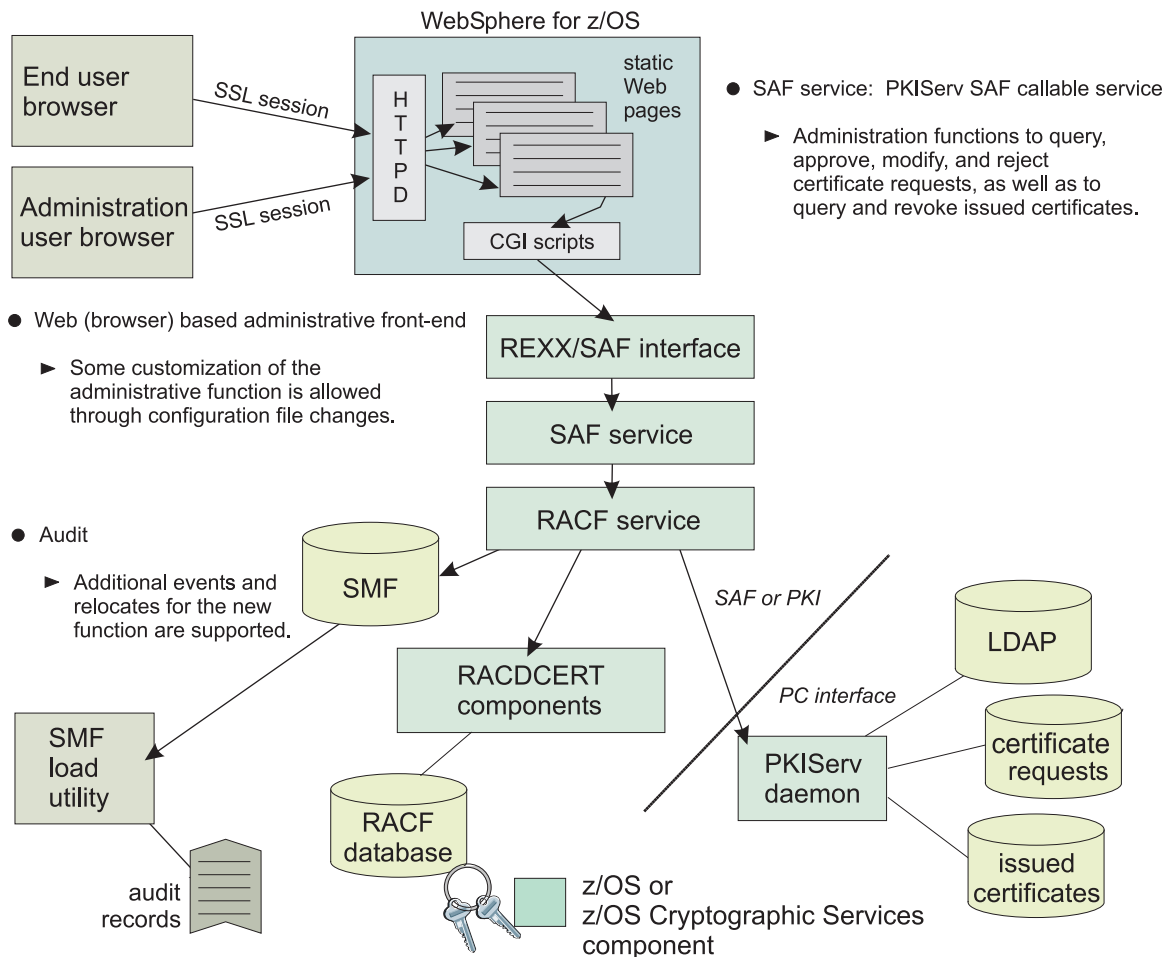 WebSphere for z/OS
End user
browser
SSL session
H
T
T
P
D
static
Web
pages
Administration
user browser
SSL session
CGI scripts
● SAF service: PKIServ SAF callable service
► Administration functions to query,
approve, modify, and reject
certificate requests, as well as to
query and revoke issued certificates.
● Web (browser) based administrative front-end
► Some customization of the
administrative function is allowed
through configuration file changes.
REXX/SAF interface
SAF service
RACF service
● Audit
► Additional events and
relocates for the new
function are supported.
SMF
SAF or PKI
LDAP
RACDCERT
components
PC interface
SMF
load
utility
PKIServ
daemon
certificate
requests
RACF
database
issued
certificates
audit
records
z/OS or
z/OS Cryptographic Services
component